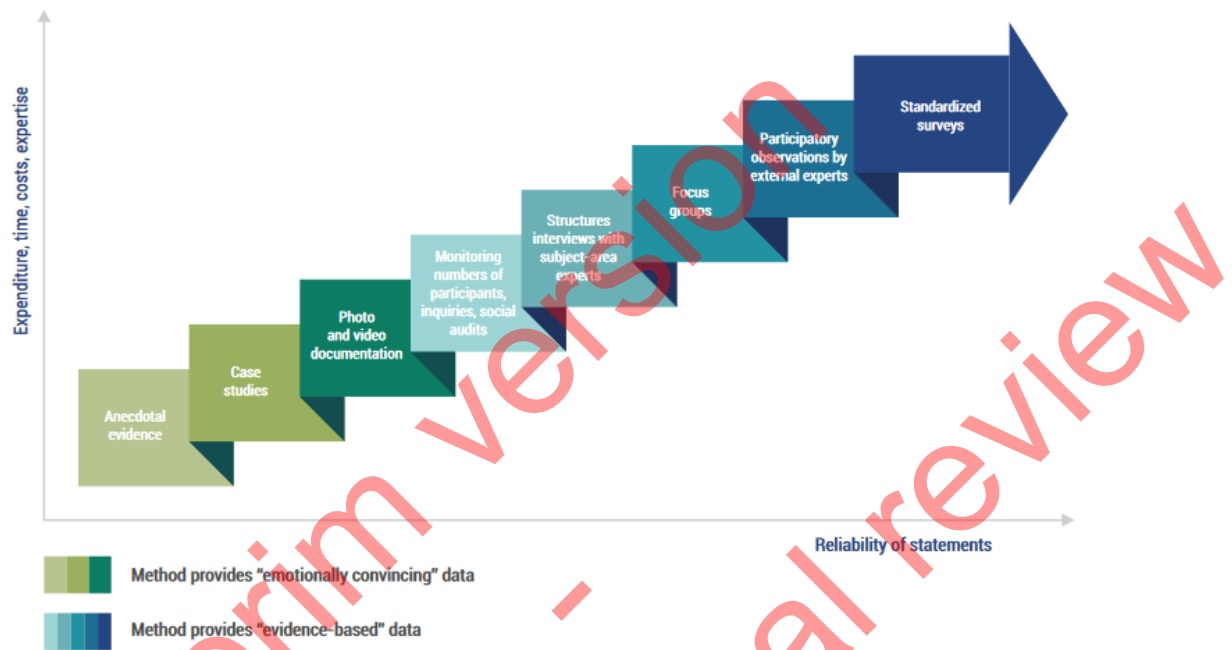 Expenditure, time, costs, expertise
Standardized
surveys
Participatory
observations by
external experts
Focus
groups
Structures
interviews with
subject-area
experts
Monitoring
numbers of
participants,
inquiries, social
audits
Photo
and video
documentation
Case
studies
Anecdotal
evidence
Reliability of statements
Method provides "emotionally convincing" data
Method provides "evidence-based" data
erim version
-
al review